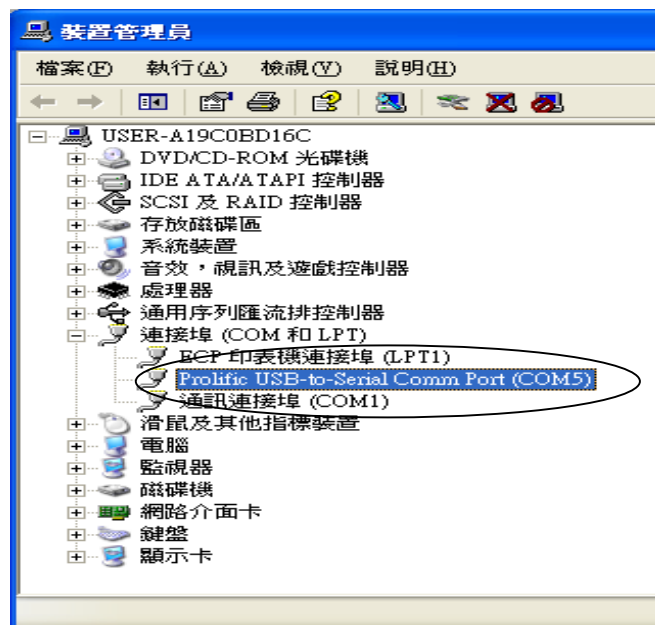 裝置管理員
檔案(F) 執行(A) 檢視(V) 說明(H)
USER-A19C0BD16C
DVD/CD-ROM 光碟機
IDE ATA/ATAPI 控制器
SCSI 及 RAID 控制器
存放磁碟區
系統裝置
音效，視訊及遊戲控制器
處理器
通用序列匯流排控制器
連接埠 (COM 和 LPT)
ECP 印表機連接埠 (LPT1)
Prolific USB-to-Serial Comm Port (COM5)
通訊連接埠 (COM1)
滑鼠及其他指標裝置
電腦
監視器
磁碟機
網路介面卡
鍵盤
顯示卡